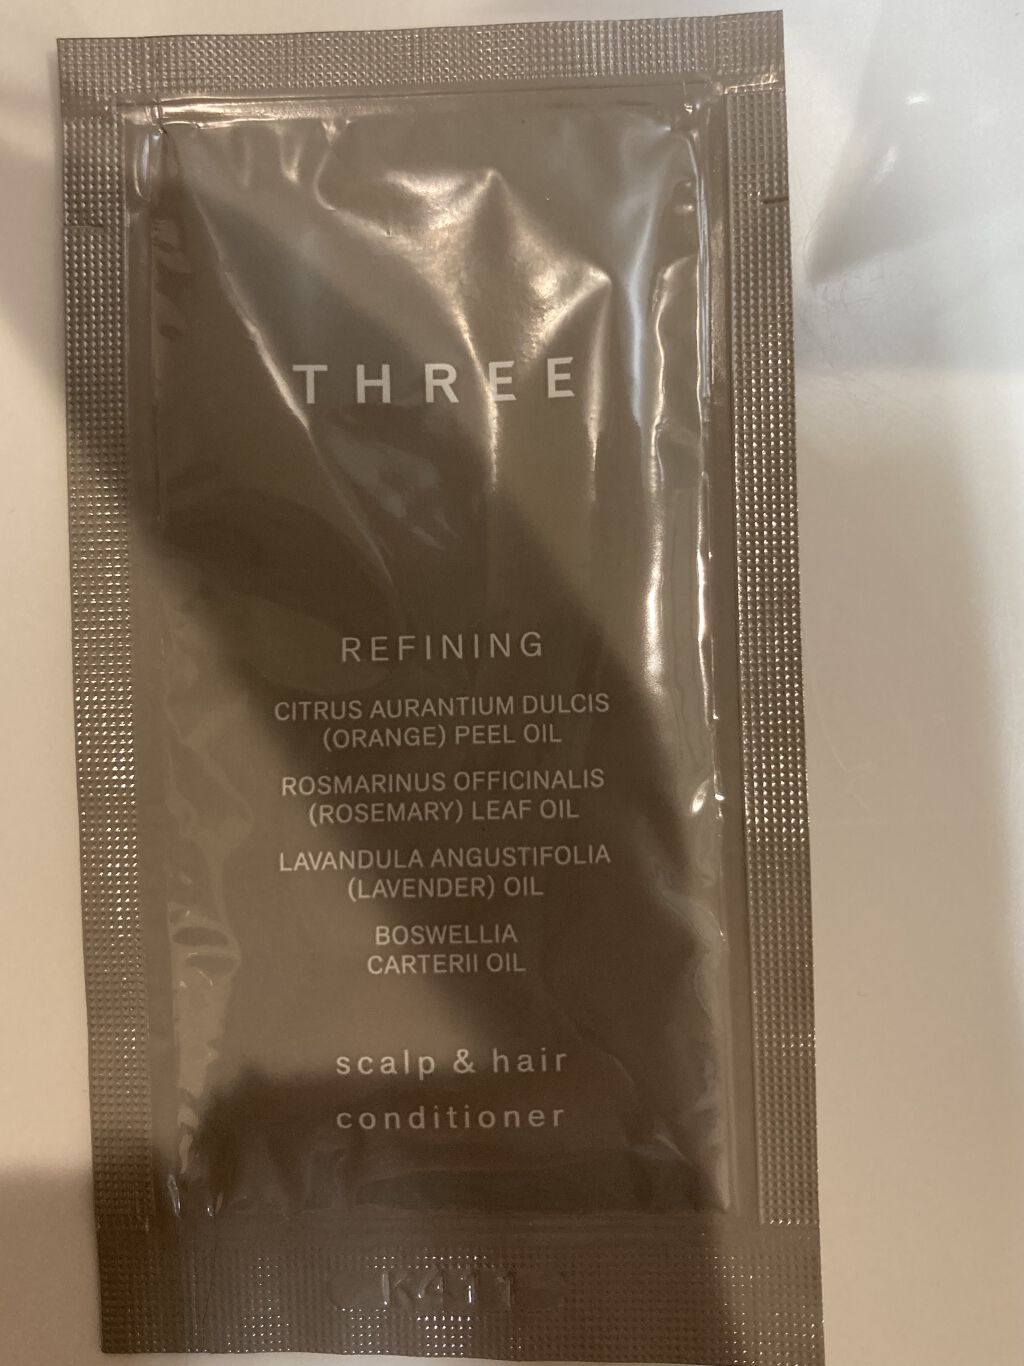 THREE
REFINING
CITRUS AURANTIUM DULCIS
(ORANGE) PEEL OIL
ROSMARINUS OFFICINALIS
(ROSEMARY) LEAF OIL
LAVANDULA ANGUSTIFOLIA
(LAVENDER) OIL
BOSWELLIA
CARTERII OIL
scalp & hair
conditioner